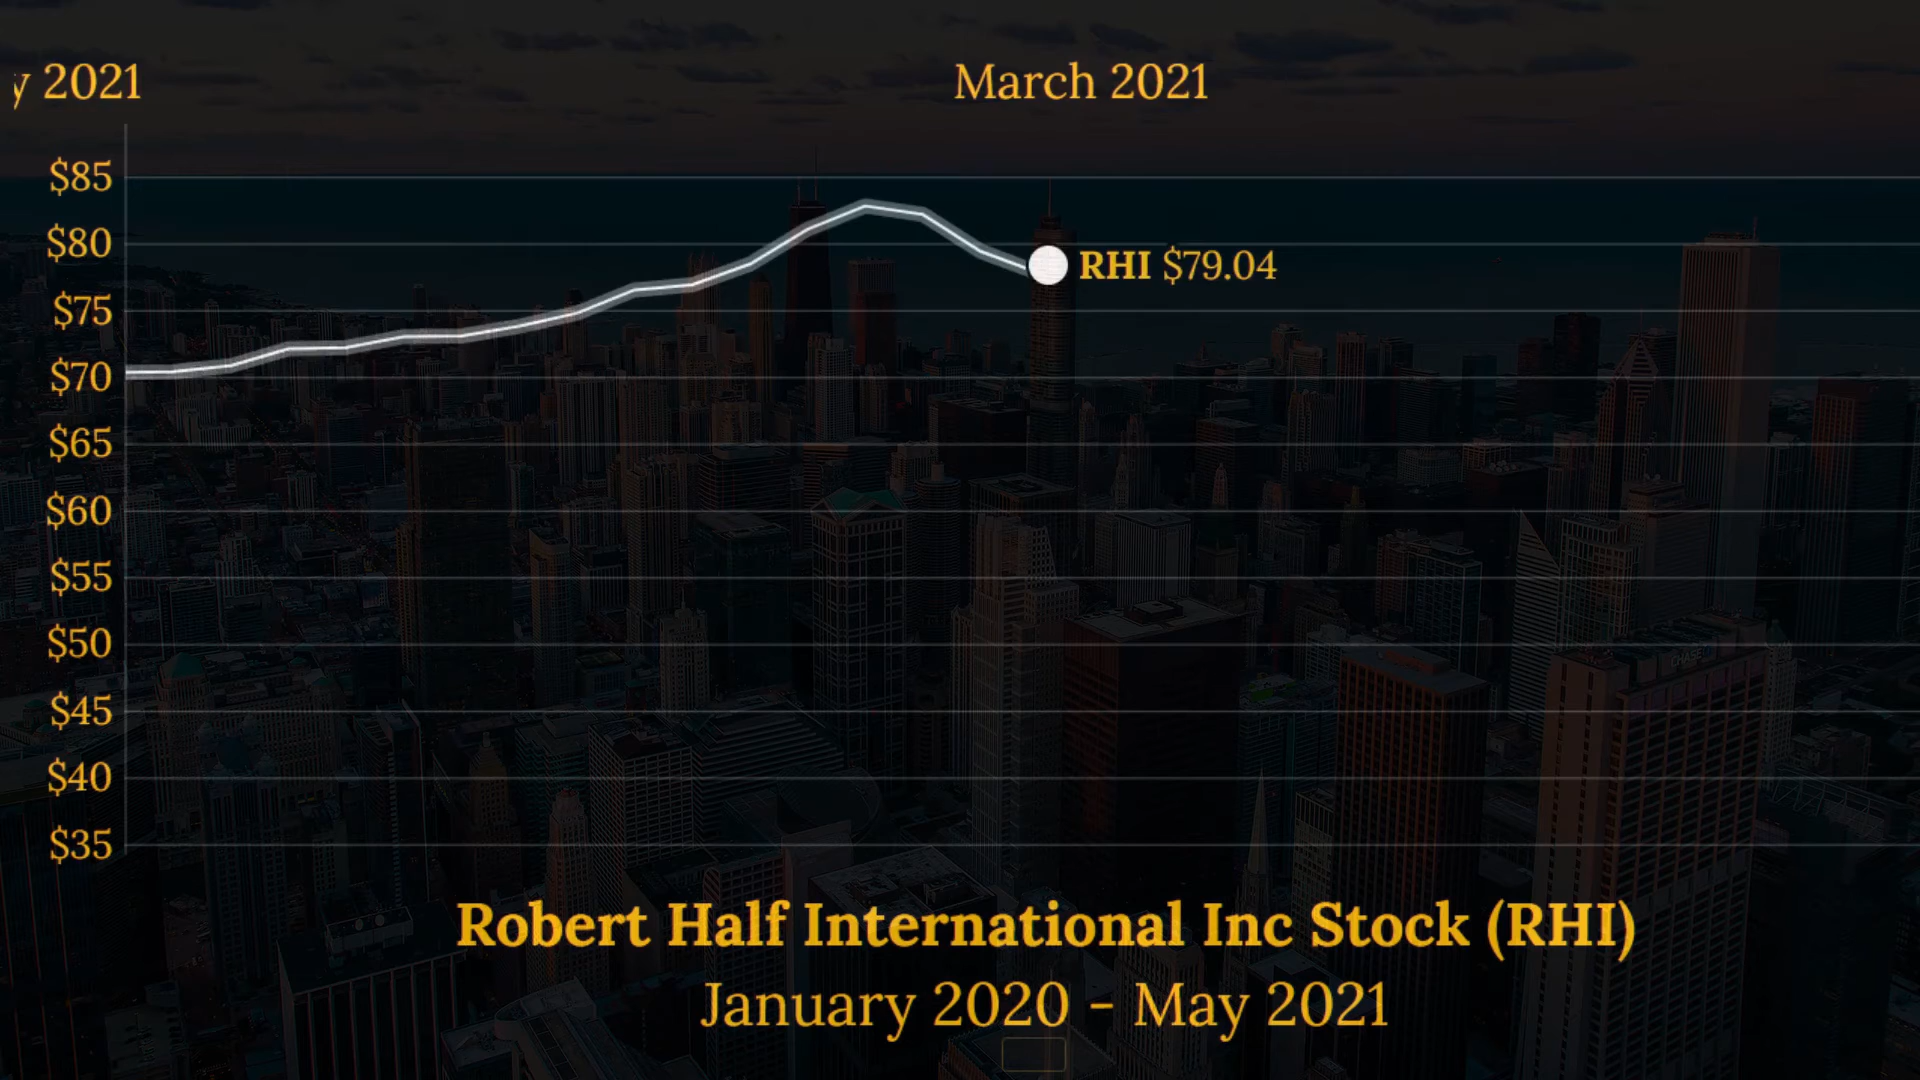 y 2021
March 2021
$85
$80
RHI $79.04
$75
$70
$65
$60
$55
$50
$45
$40
$35
Robert Half International Inc Stock (RHI)
January 2020 - May 2021